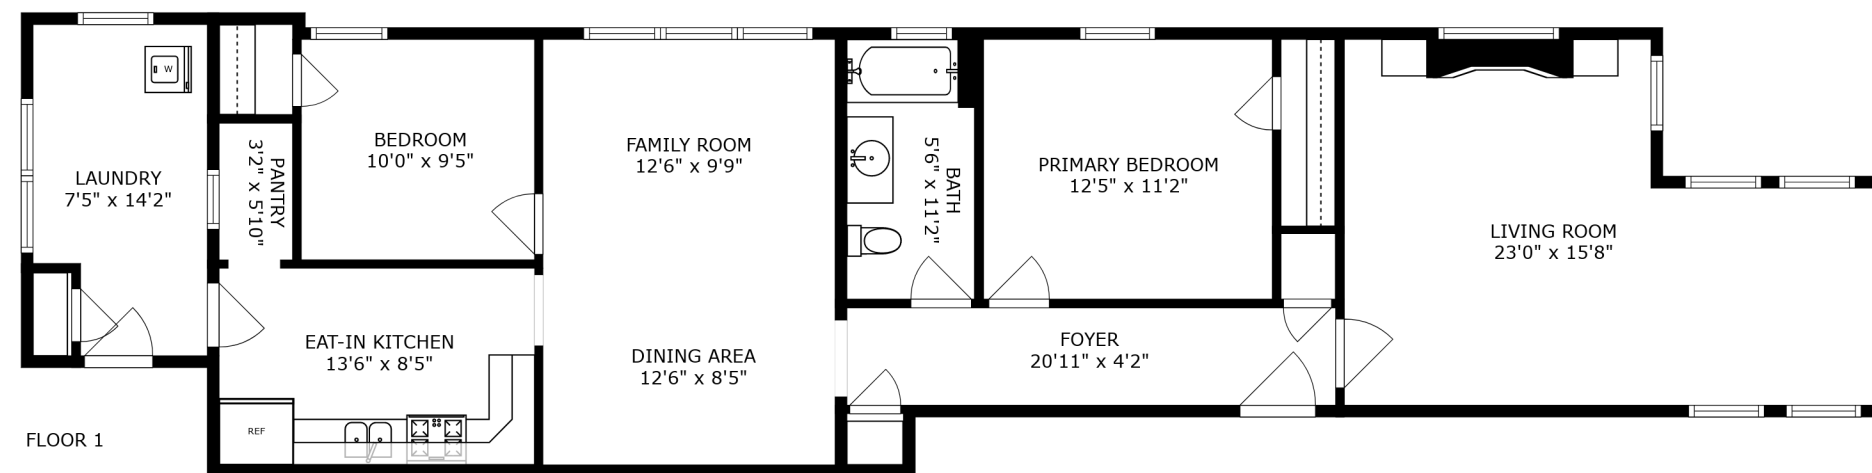 W
LAUNDRY
7'5" x 14'2"
PANTRY
3'2" x 5'10"
BEDROOM
10'0" x 9'5"
FAMILY ROOM
12'6" x 9'9"
BATH
5'6" x 11'2"
PRIMARY BEDROOM
12'5" x 11'2"
LIVING ROOM
23'0" x 15'8"
EAT-IN KITCHEN
13'6" x 8'5"
DINING AREA
12'6" x 8'5"
FOYER
20'11" x 4'2"
REF
FLOOR 1